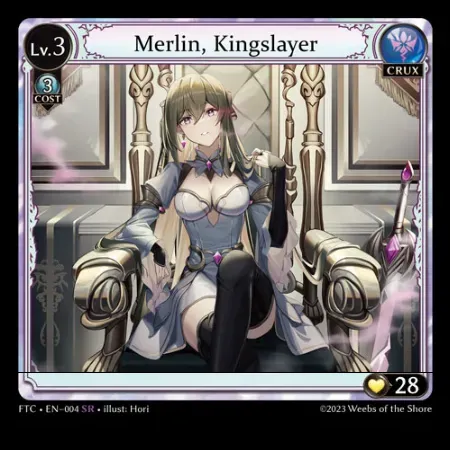 Lv.3
Merlin, Kingslayer
CRUX
3
COST
28
FTC • EN-004 SR • illust: Hori
©2023 Weebs of the Shore